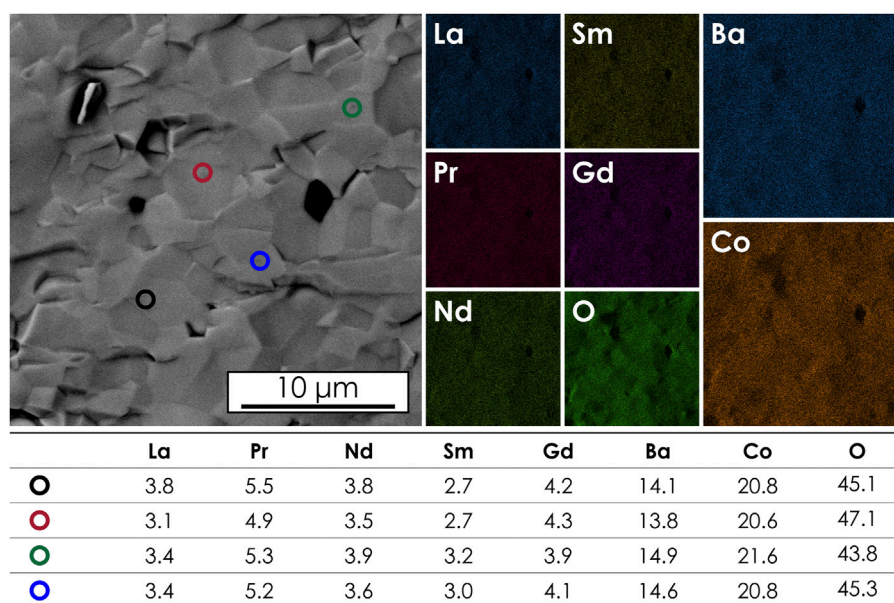 La
Sm
Ba
Pr
Gd
Co
Nd
O
10 µm
La Pr Nd Sm Gd Ba Co O
3.8 5.5 3.8 2.7 4.2 14.1 20.8 45.1
3.1 4.9 3.5 2.7 4.3 13.8 20.6 47.1
3.4 5.3 3.9 3.2 3.9 14.9 21.6 43.8
3.4 5.2 3.6 3.0 4.1 14.6 20.8 45.3